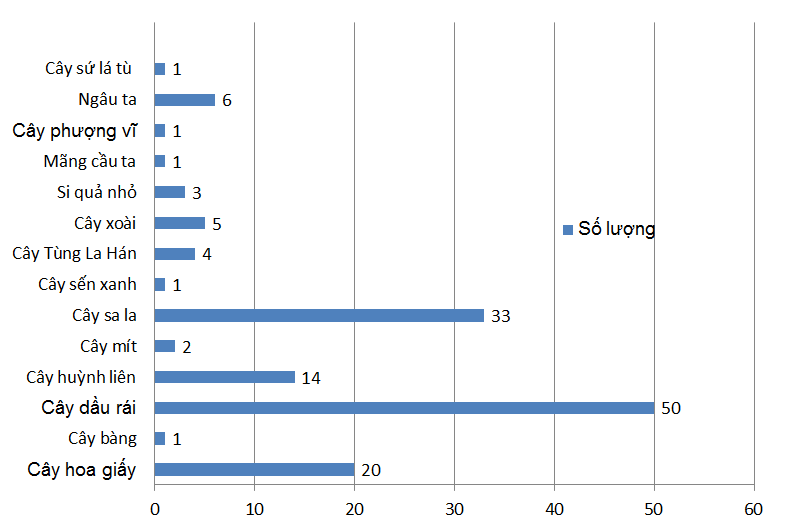 Cây sứ lá tù 1
Ngâu ta 6
Cây phượng vĩ 1
Mãng cầu ta 1
Si quả nhỏ 3
Cây xoài 5
Số lượng
Cây Tùng La Hán 4
Cây sến xanh 1
Cây sa la 33
Cây mít 2
Cây huỳnh liên 14
Cây dầu rái 50
Cây bàng 1
Cây hoa giấy 20
0 10 20 30 40 50 60